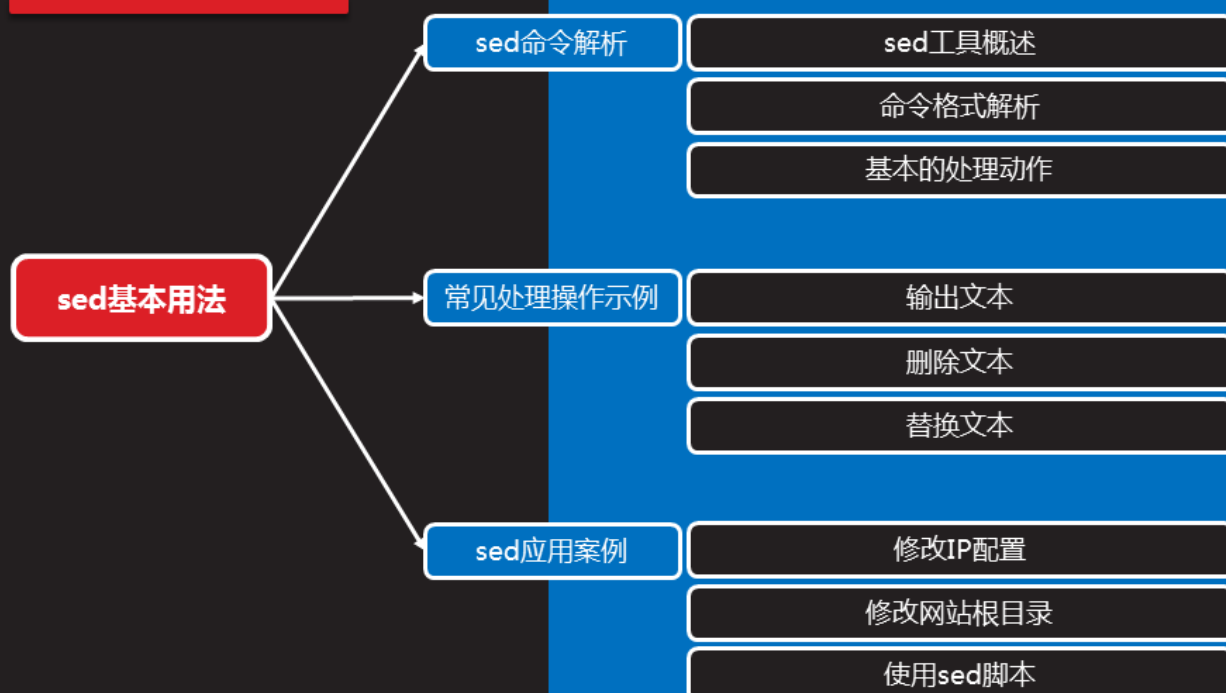 sed基本用法
sed命令解析
sed工具概述
命令格式解析
基本的处理动作
常见处理操作示例
输出文本
删除文本
替换文本
sed应用案例
修改IP配置
修改网站根目录
使用sed脚本